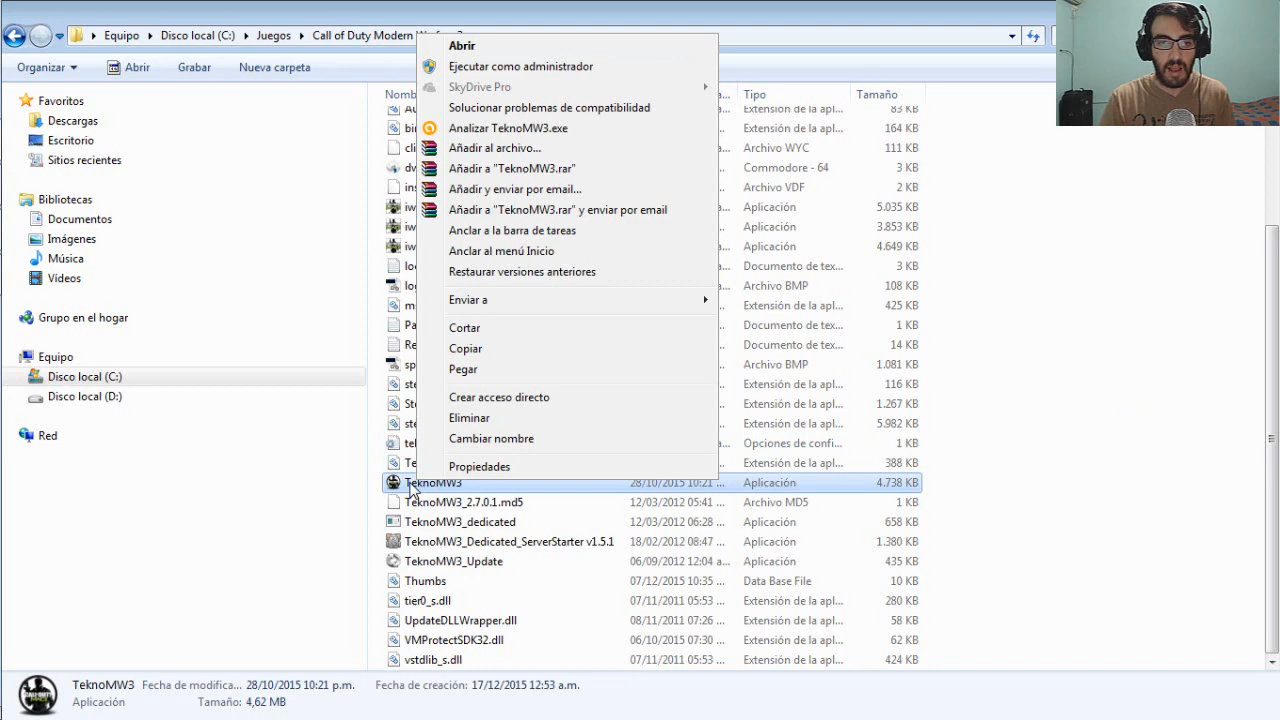 Equipo
Disco local (C:)
Juegos
Call of Duty Modern
Organizar
Abrir
Grabar
Nueva carpeta
Favoritos
Descargas
Escritorio
Sitios recientes
Bibliotecas
Documentos
Imágenes
Música
Vídeos
Grupo en el hogar
Equipo
Disco local (C:)
Disco local (D:)
Red
Abrir
Ejecutar como administrador
SkyDrive Pro
Solucionar problemas de compatibilidad
Analizar TeknoMW3.exe
Añadir al archivo...
Añadir a "TeknoMW3.rar"
Añadir y enviar por email...
Añadir a "TeknoMW3.rar" y enviar por email
Anclar a la barra de tareas
Anclar al menú Inicio
Restaurar versiones anteriores
Enviar a
Cortar
Copiar
Pegar
Crear acceso directo
Eliminar
Cambiar nombre
Propiedades
Tipo Tamaño
Extensión de la apl... 83 KB
Extensión de la apl... 164 KB
Archivo WYC 111 KB
Commodore - 64
Archivo VDF 2 KB
Aplicación 5.035 KB
Aplicación 3.853 KB
Aplicación 4.649 KB
Documento de tex... 3 KB
Archivo BMP 108 KB
Extensión de la apl... 425 KB
Documento de tex... 1 KB
Documento de tex... 14 KB
Archivo BMP 1.081 KB
Extensión de la apl... 116 KB
Extensión de la apl... 1.267 KB
Extensión de la apl... 5.982 KB
Opciones de confi... 1 KB
Extensión de la apl... 388 KB
TeknoMW3 28/10/2015 10:21 ... Aplicación 4.738 KB
TeknoMW3_2.7.0.1.md5 12/03/2012 05:41 ... Archivo MD5 1 KB
TeknoMW3_dedicated 12/03/2012 06:28 ... Aplicación 658 KB
TeknoMW3_Dedicated_ServerStarter v1.5.1 18/02/2012 08:47 ... Aplicación 1.380 KB
TeknoMW3_Update 06/09/2012 12:04 a... Aplicación 435 KB
Thumbs 07/12/2015 10:35 ... Data Base File 10 KB
tier0_s.dll 07/11/2011 05:53 ... Extensión de la apl... 280 KB
UpdateDLLWrapper.dll 08/11/2011 07:26 ... Extensión de la apl... 58 KB
VMProtectSDK32.dll 06/10/2015 07:30 ... Extensión de la apl... 62 KB
vstdlib_s.dll 07/11/2011 05:53 ... Extensión de la apl... 424 KB
TeknoMW3 Fecha de modifica... 28/10/2015 10:21 p.m. Fecha de creación: 17/12/2015 12:53 a.m.
Aplicación Tamaño: 4,62 MB